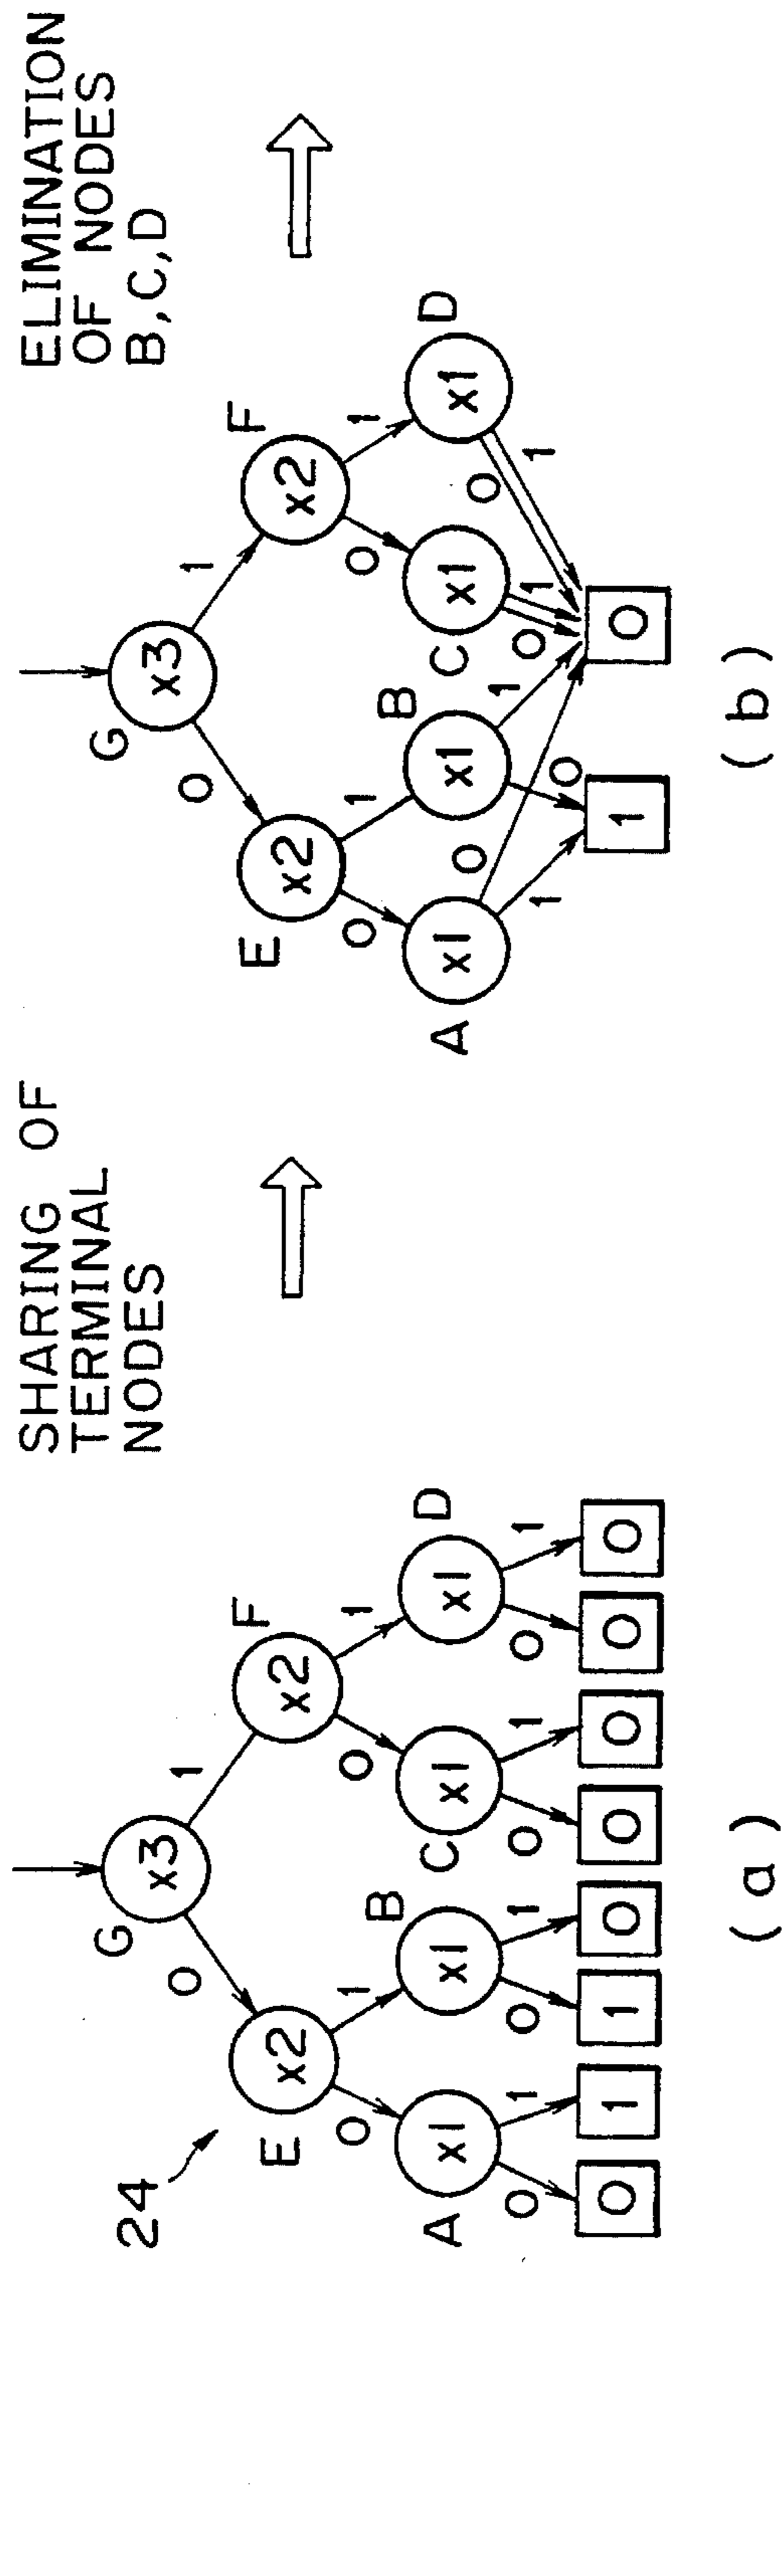 24
G
x3
0
1
E
x2
F
x2
0
1
0
1
A
x1
B
x1
C
x1
D
x1
0
1
0
1
0
1
0
1
0
1
1
0
0
0
0
0
(a)
SHARING OF
TERMINAL
NODES
G
x3
0
1
E
x2
F
x2
0
1
0
1
A
x1
B
x1
C
x1
D
x1
0
1
0
1
0
1
0
1
1
0
(b)
ELIMINATION
OF NODES
B,C,D